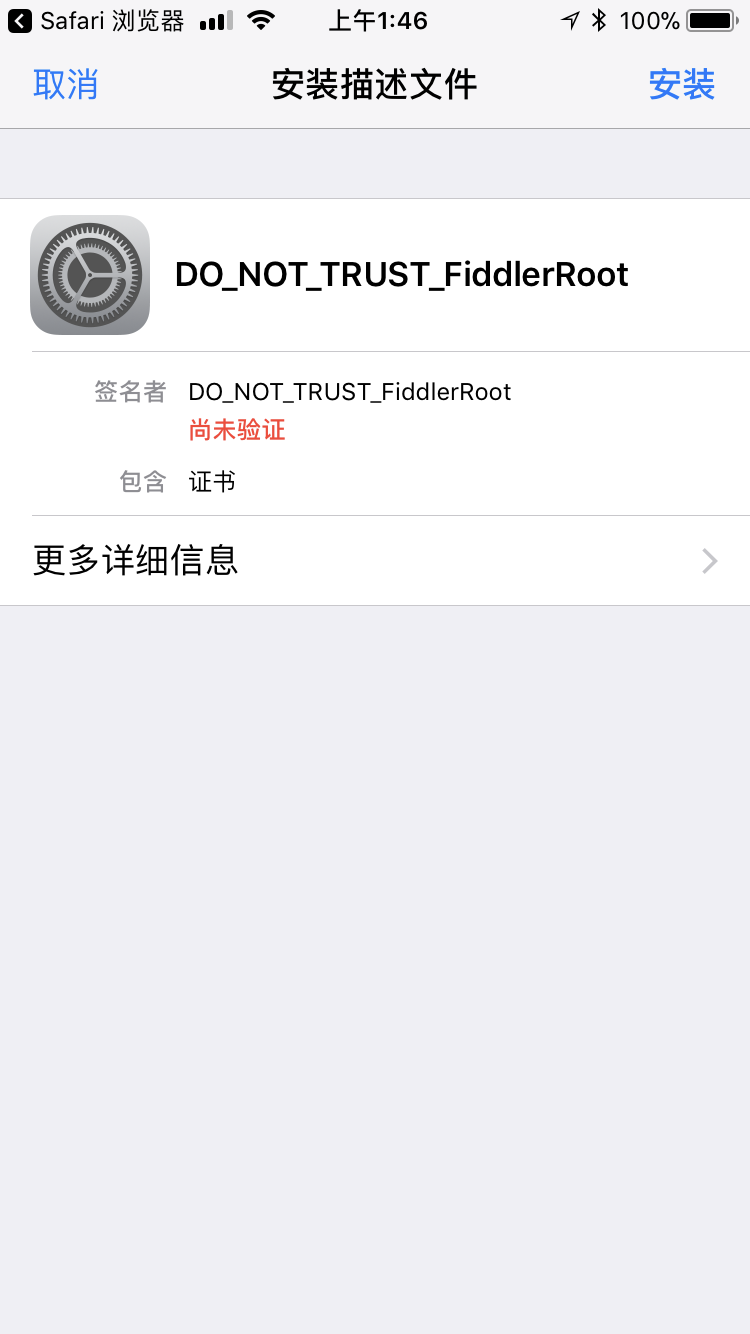 Safari 浏览器 上午1:46 100%
取消 安装描述文件 安装
DO_NOT_TRUST_FiddlerRoot
签名者 DO_NOT_TRUST_FiddlerRoot
尚未验证
包含 证书
更多详细信息